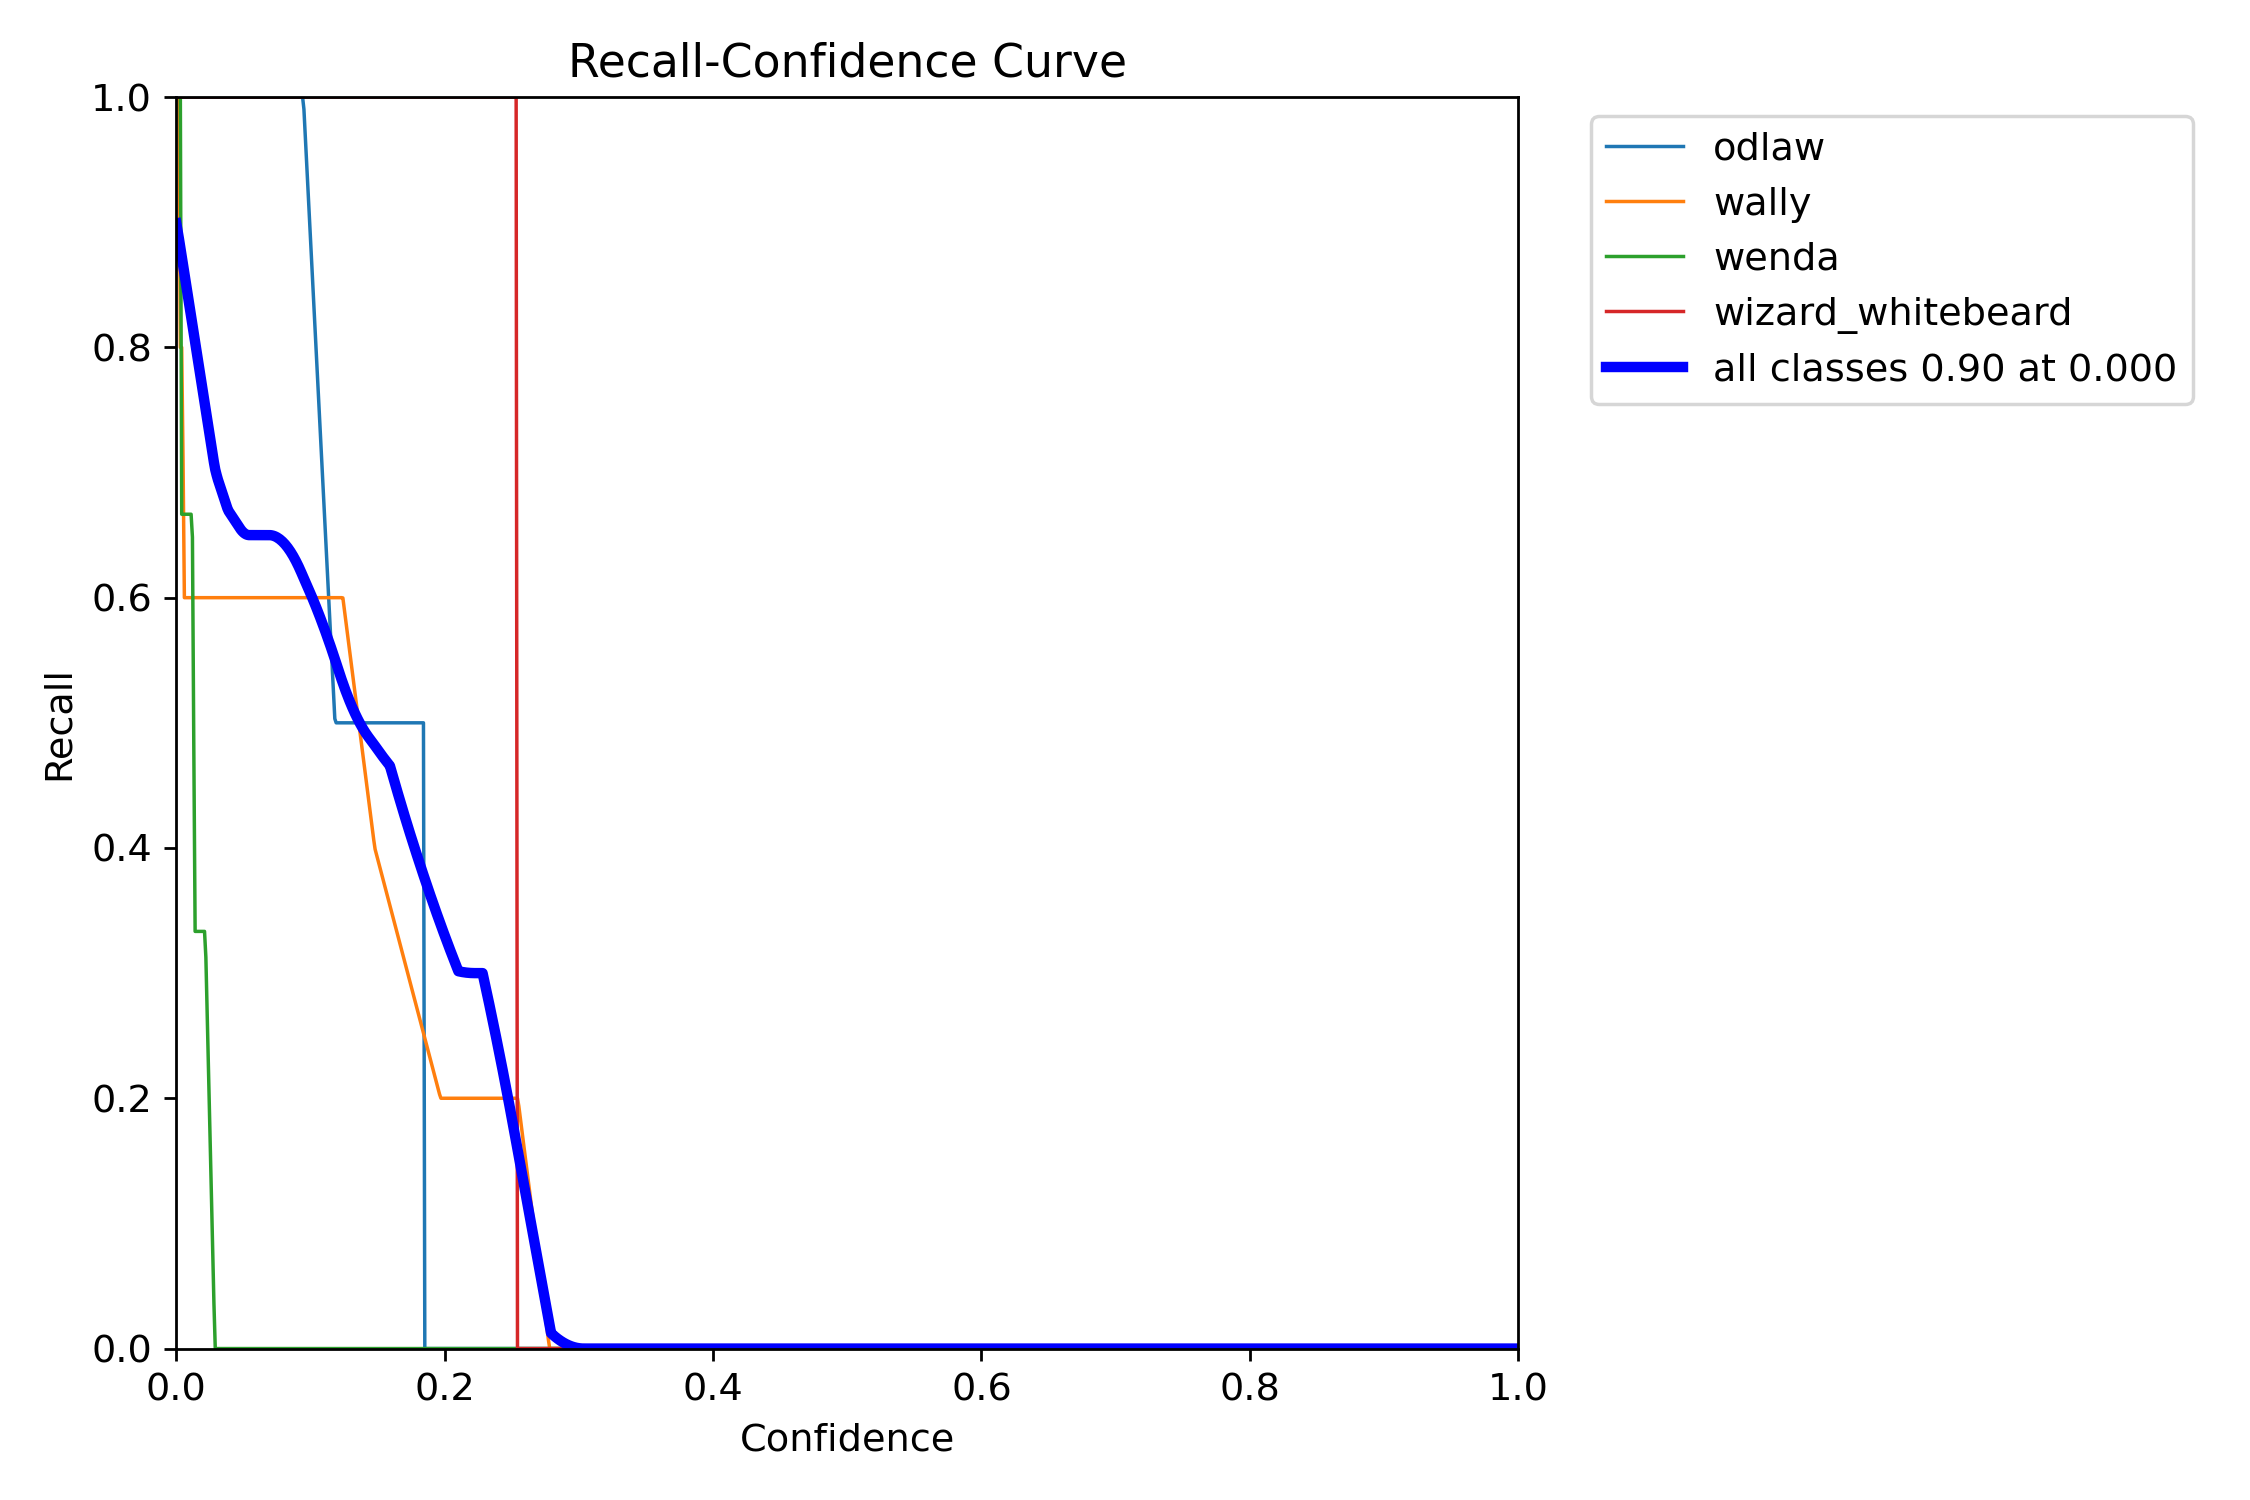 Recall-Confidence Curve
1.0
0.8
0.6
0.4
0.2
0.0
Recall
0.0 0.2 0.4 0.6 0.8 1.0
Confidence
odlaw
wally
wenda
wizard_whitebeard
all classes 0.90 at 0.000